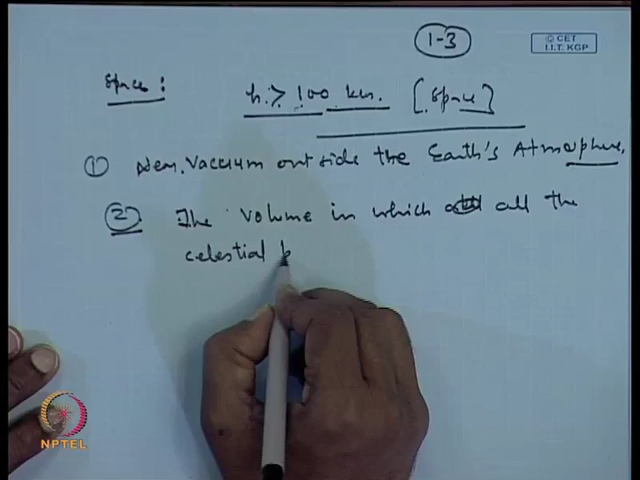 1-3
© CET
I.I.T. KGP
Space:
h > 100 km. [Space]
① Near Vacuum outside the Earth's Atmosphere.
② The volume in which all the
celestial b
NPTEL